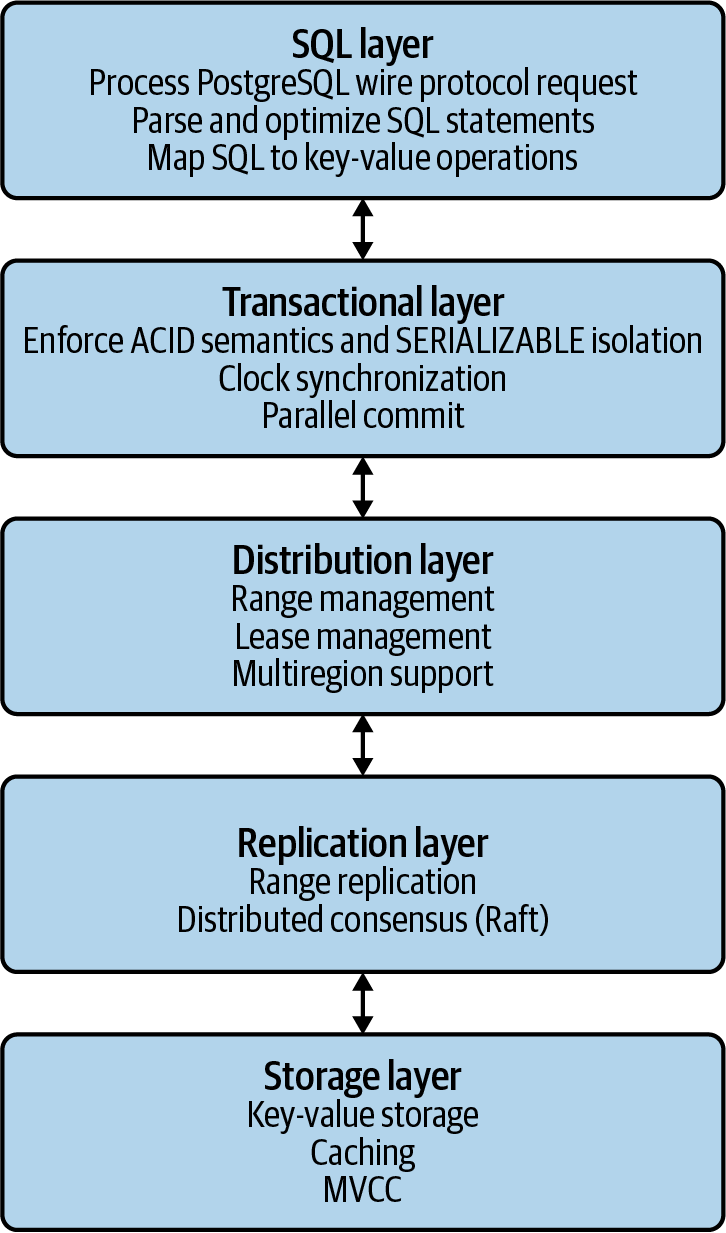 SQL layer
Process PostgreSQL wire protocol request
Parse and optimize SQL statements
Map SQL to key-value operations
Transactional layer
Enforce ACID semantics and SERIALIZABLE isolation
Clock synchronization
Parallel commit
Distribution layer
Range management
Lease management
Multiregion support
Replication layer
Range replication
Distributed consensus (Raft)
Storage layer
Key-value storage
Caching
MVCC